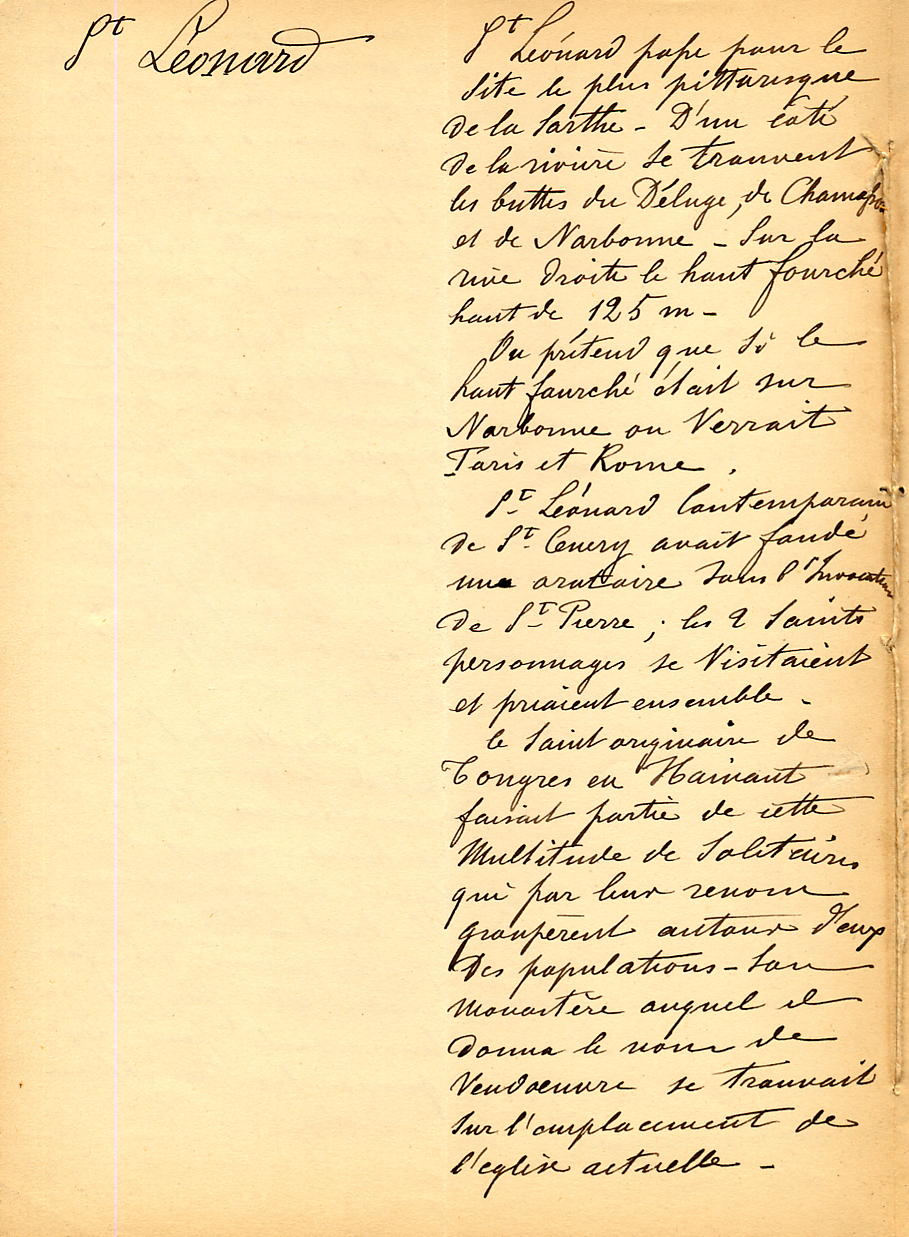 St Léonard
St Léonard pape pour le
site le plus pittoresque
de la Sarthe - D'un côté
de la rivière se trouvent
les buttes du Déluge, de
et de Narbonne - Sur la
rive droite le haut fourché
haut de 125 m -
On prétend que si le
haut fourché était sur
Narbonne on verrait
Paris et Rome .
St Léonard Contemporain
de St Cenery avait fondé
une oratoire sous l'Invocation
de St Pierre ; les 2 Saints
personnages se Visitaient
et priaient ensemble .
le Saint originaire de
Tongres en Hainaut
faisait partie de cette
Multitude de Solitaires
qui par leur renom
groupèrent autour d'eux
Des populations - Son
Monastère auquel il
donna le nom de
Vendoeuvre se trouvait
Sur l'emplacement de
l'église actuelle -